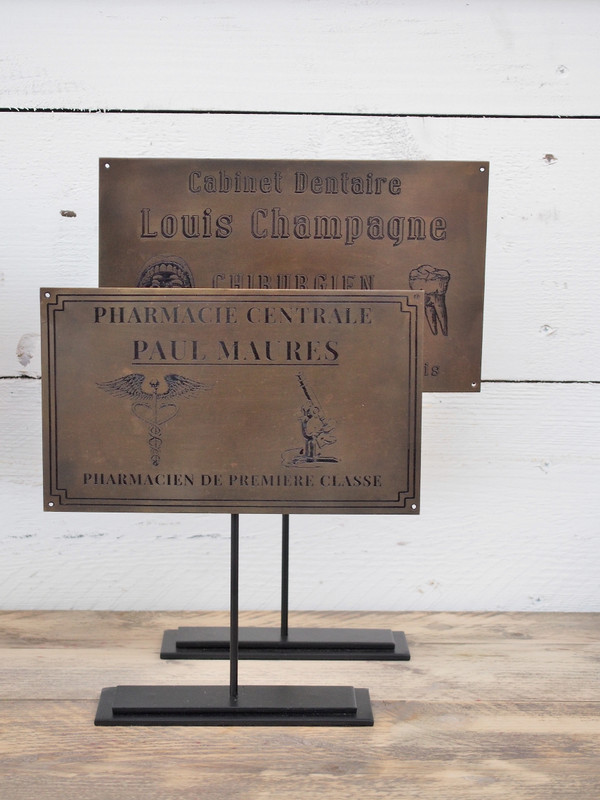 Cabinet Dentaire
Louis Champagne
CHIRURGIEN
PHARMACIE CENTRALE
PAUL MAURES
PHARMACIEN DE PREMIÈRE CLASSE